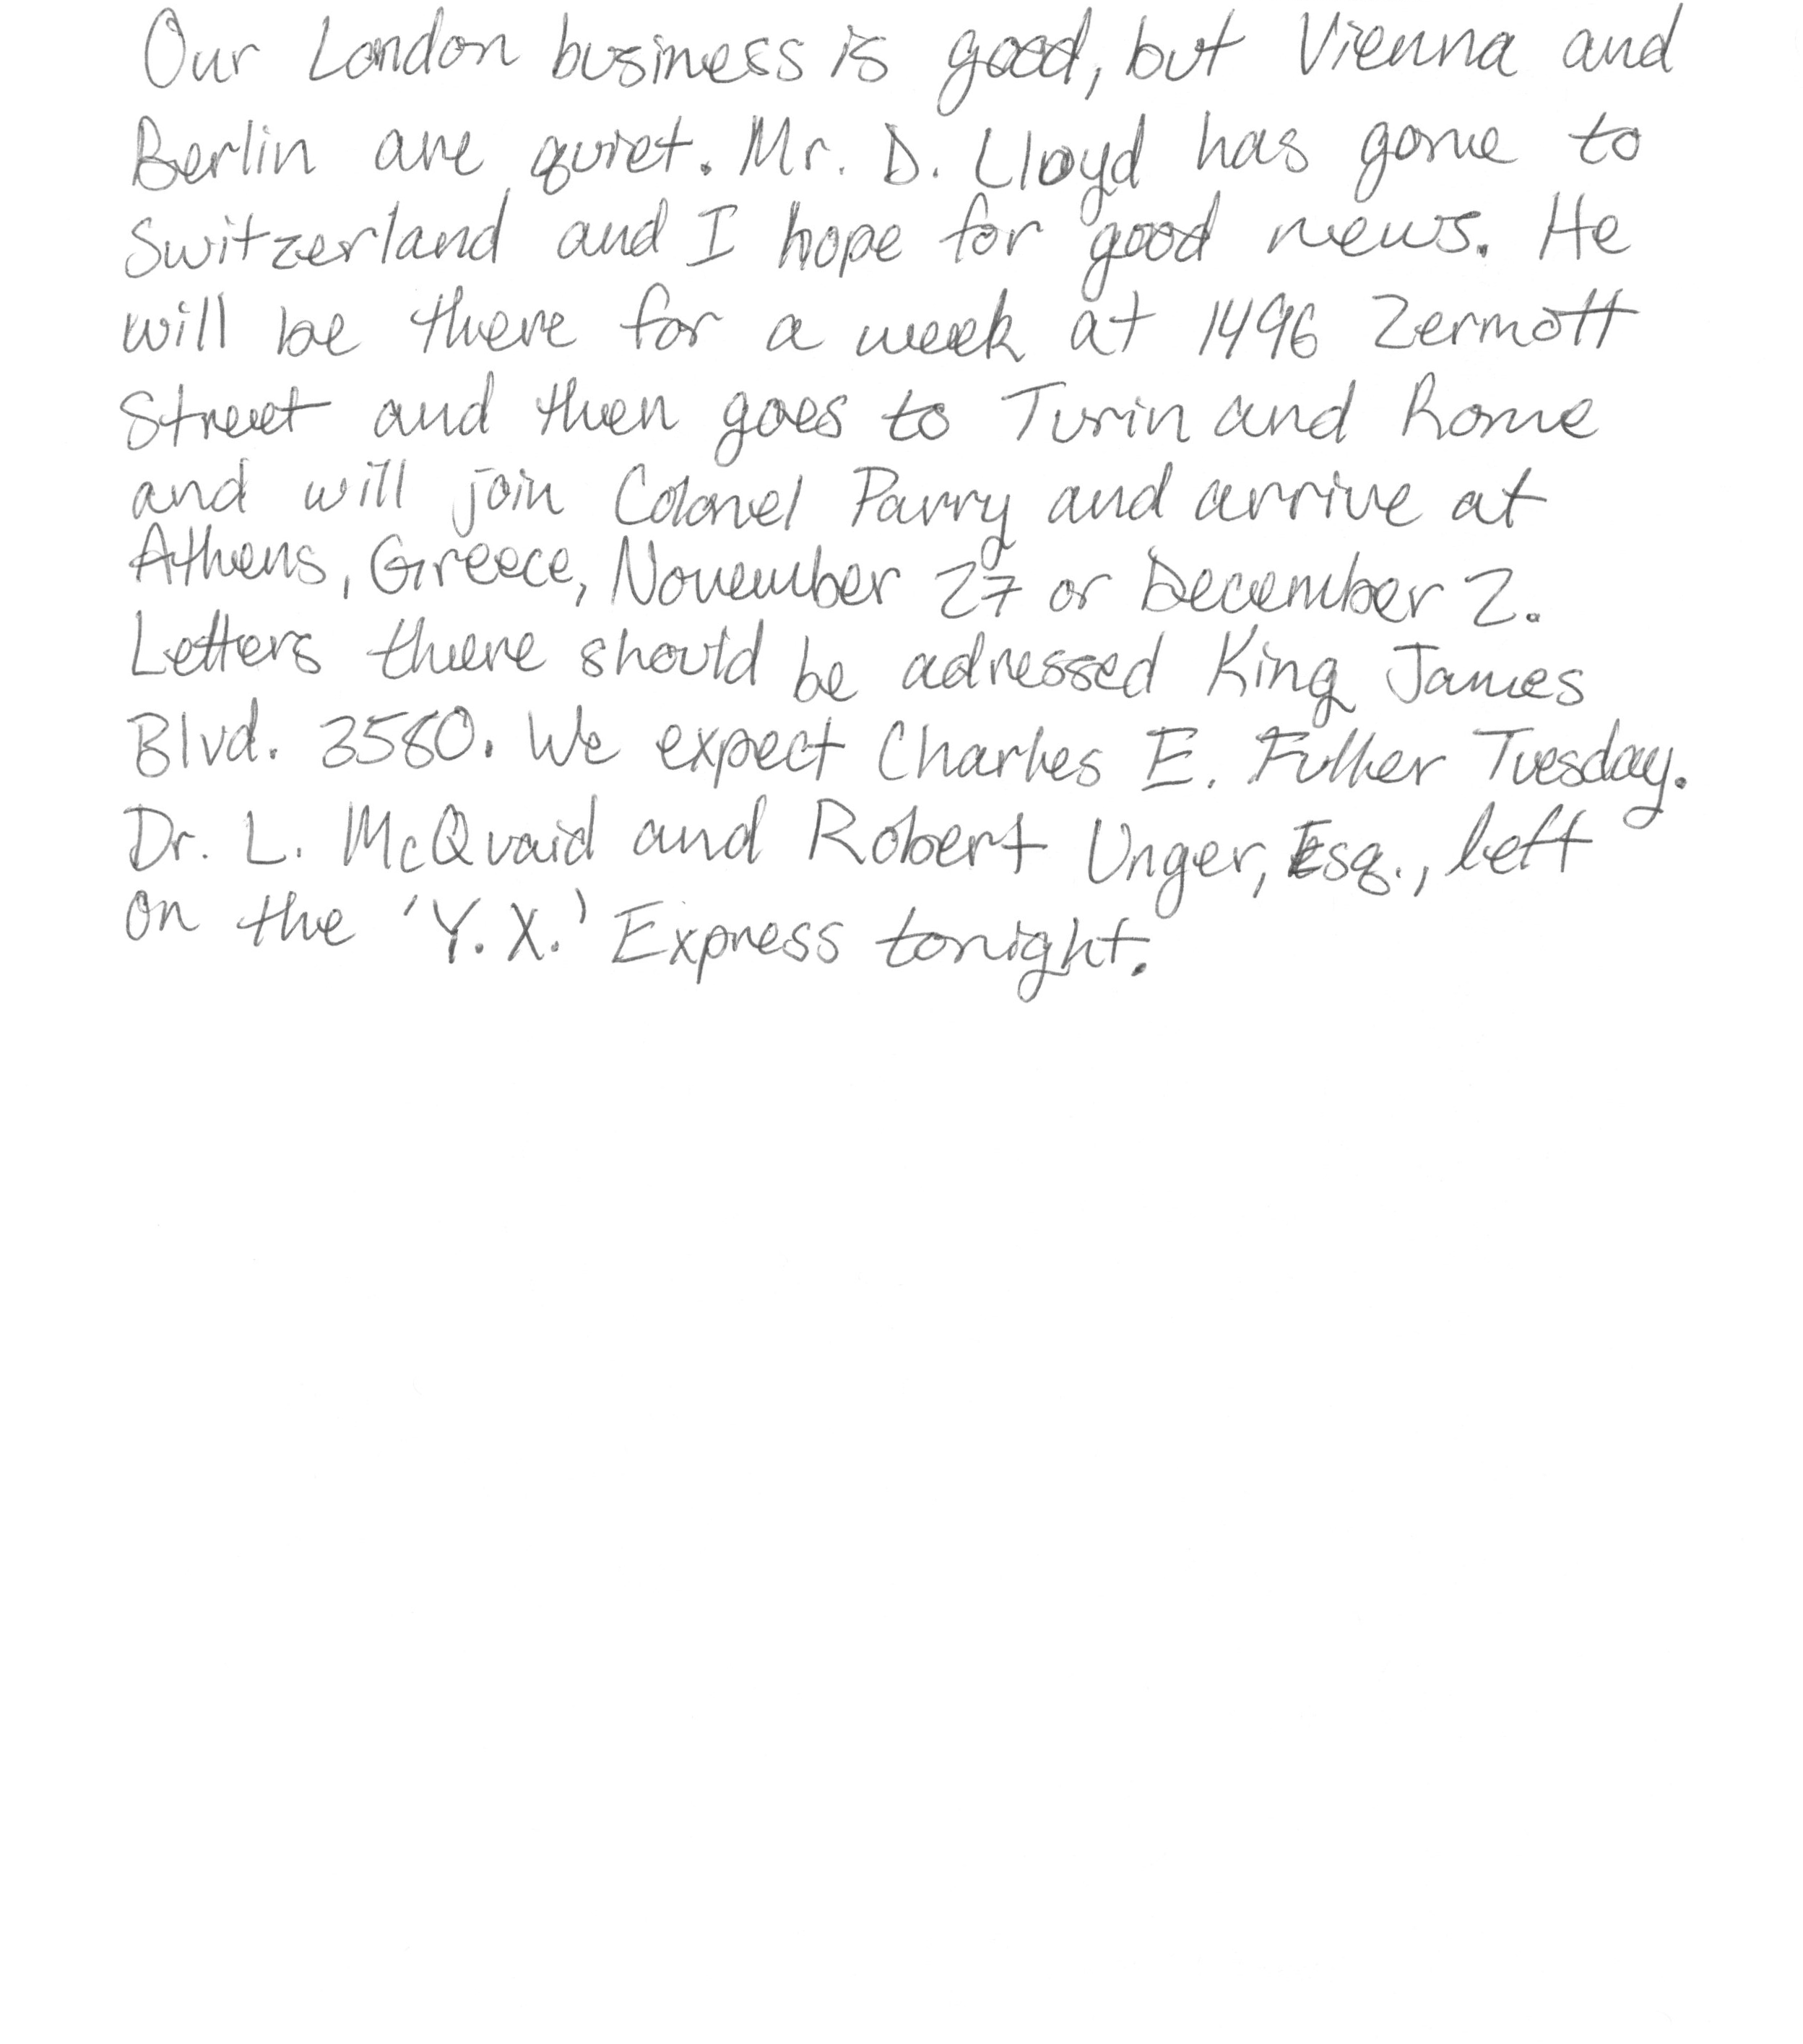 Our London business is good, but Vienna and
Berlin are quiet. Mr. D. Lloyd has gone to
Switzerland and I hope for good news. He
will be there for a week at 1496 Zermott
Street and then goes to Turin and Rome
and will join Colonel Parry and arrive at
Athens, Greece, November 27 or December 2.
Letters there should be adressed King James
Blvd. 3580. We expect Charles E. Fuller Tuesday.
Dr. L. McQuaid and Robert Unger, Esq., left
on the 'Y.X.' Express tonight.